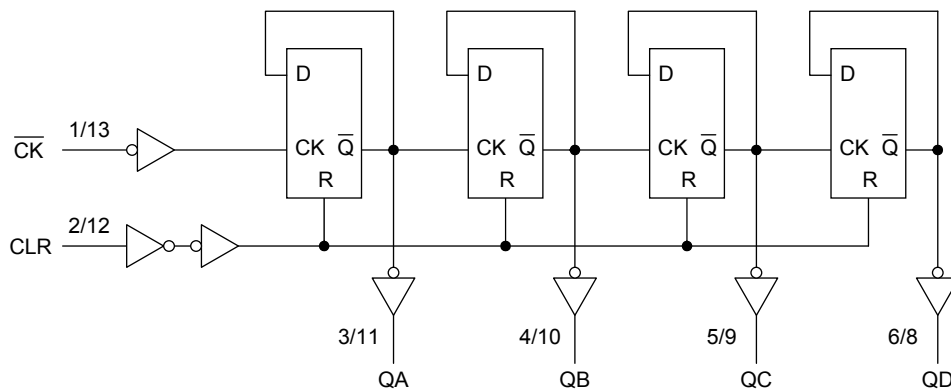 D
D
D
D
1/13
C̅K̅
CK Q̅
CK Q̅
CK Q̅
CK Q̅
R
R
R
R
2/12
CLR
3/11
4/10
5/9
6/8
QA
QB
QC
QD